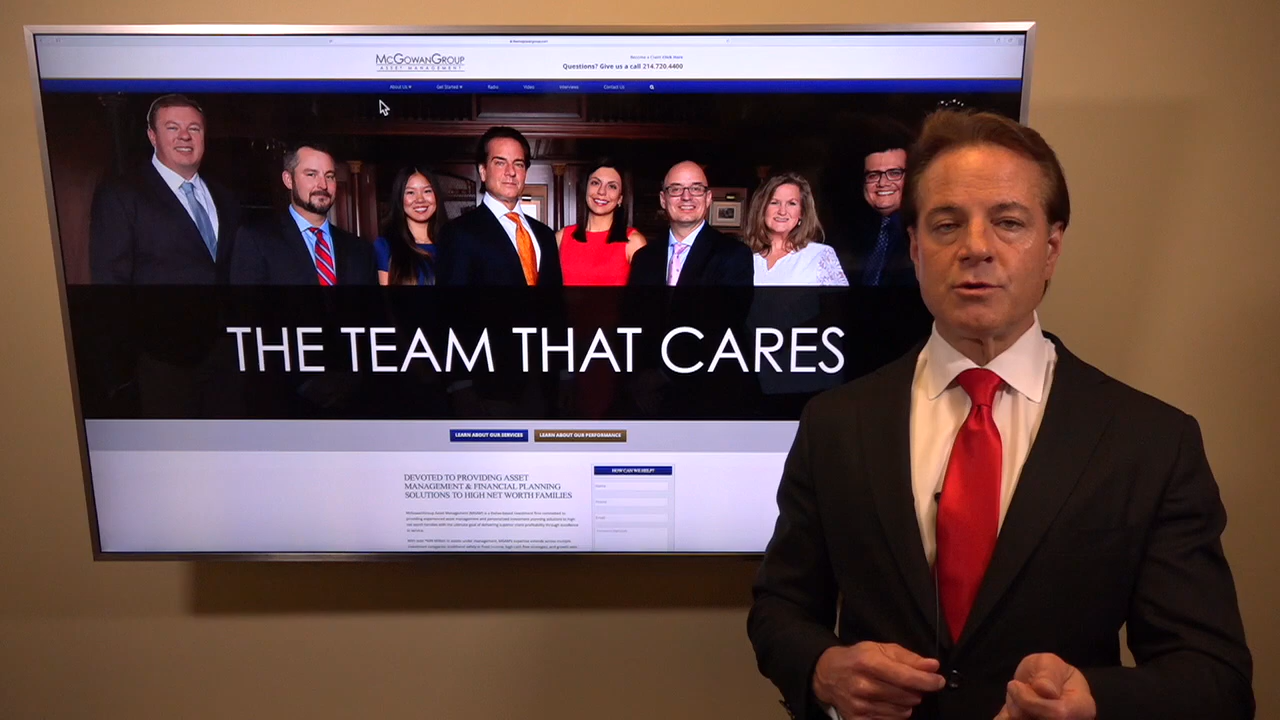 McGowanGroup
ASSET MANAGEMENT
Questions? Give us a call 214.720.4400
About Us
Get Started
Radio
Video
Interviews
Contact Us
THE TEAM THAT CARES
LEARN ABOUT OUR SERVICES
LEARN ABOUT OUR PERFORMANCE
DEVOTED TO PROVIDING ASSET
MANAGEMENT & FINANCIAL PLANNING
SOLUTIONS TO HIGH NET WORTH FAMILIES
HOW CAN WE HELP?